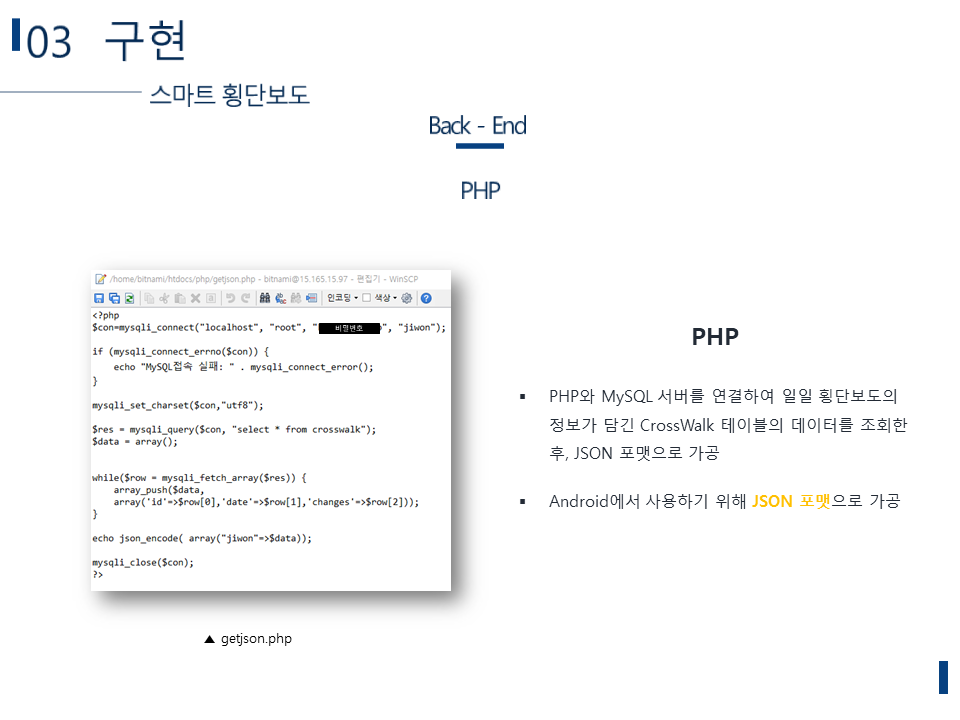 03 구현
스마트 횡단보도
Back - End
PHP
/home/bitnami/htdocs/php/getjson.php - bitnami@15.165.15.97 - 편집기 - WinSCP
인코딩 색상
<?php
$con=mysqli_connect("localhost", "root", "비밀번호", "jiwon");
if (mysqli_connect_errno($con)) {
echo "MySQL접속 실패: " . mysqli_connect_error();
}
mysqli_set_charset($con,"utf8");
$res = mysqli_query($con, "select * from crosswalk");
$data = array();
while($row = mysqli_fetch_array($res)) {
array_push($data,
array('id'=>$row[0],'date'=>$row[1],'changes'=>$row[2]));
}
echo json_encode( array("jiwon"=>$data));
mysqli_close($con);
?>
▲ getjson.php
PHP
▪ PHP와 MySQL 서버를 연결하여 일일 횡단보도의
정보가 담긴 CrossWalk 테이블의 데이터를 조회한
후, JSON 포맷으로 가공
▪ Android에서 사용하기 위해 JSON 포맷으로 가공